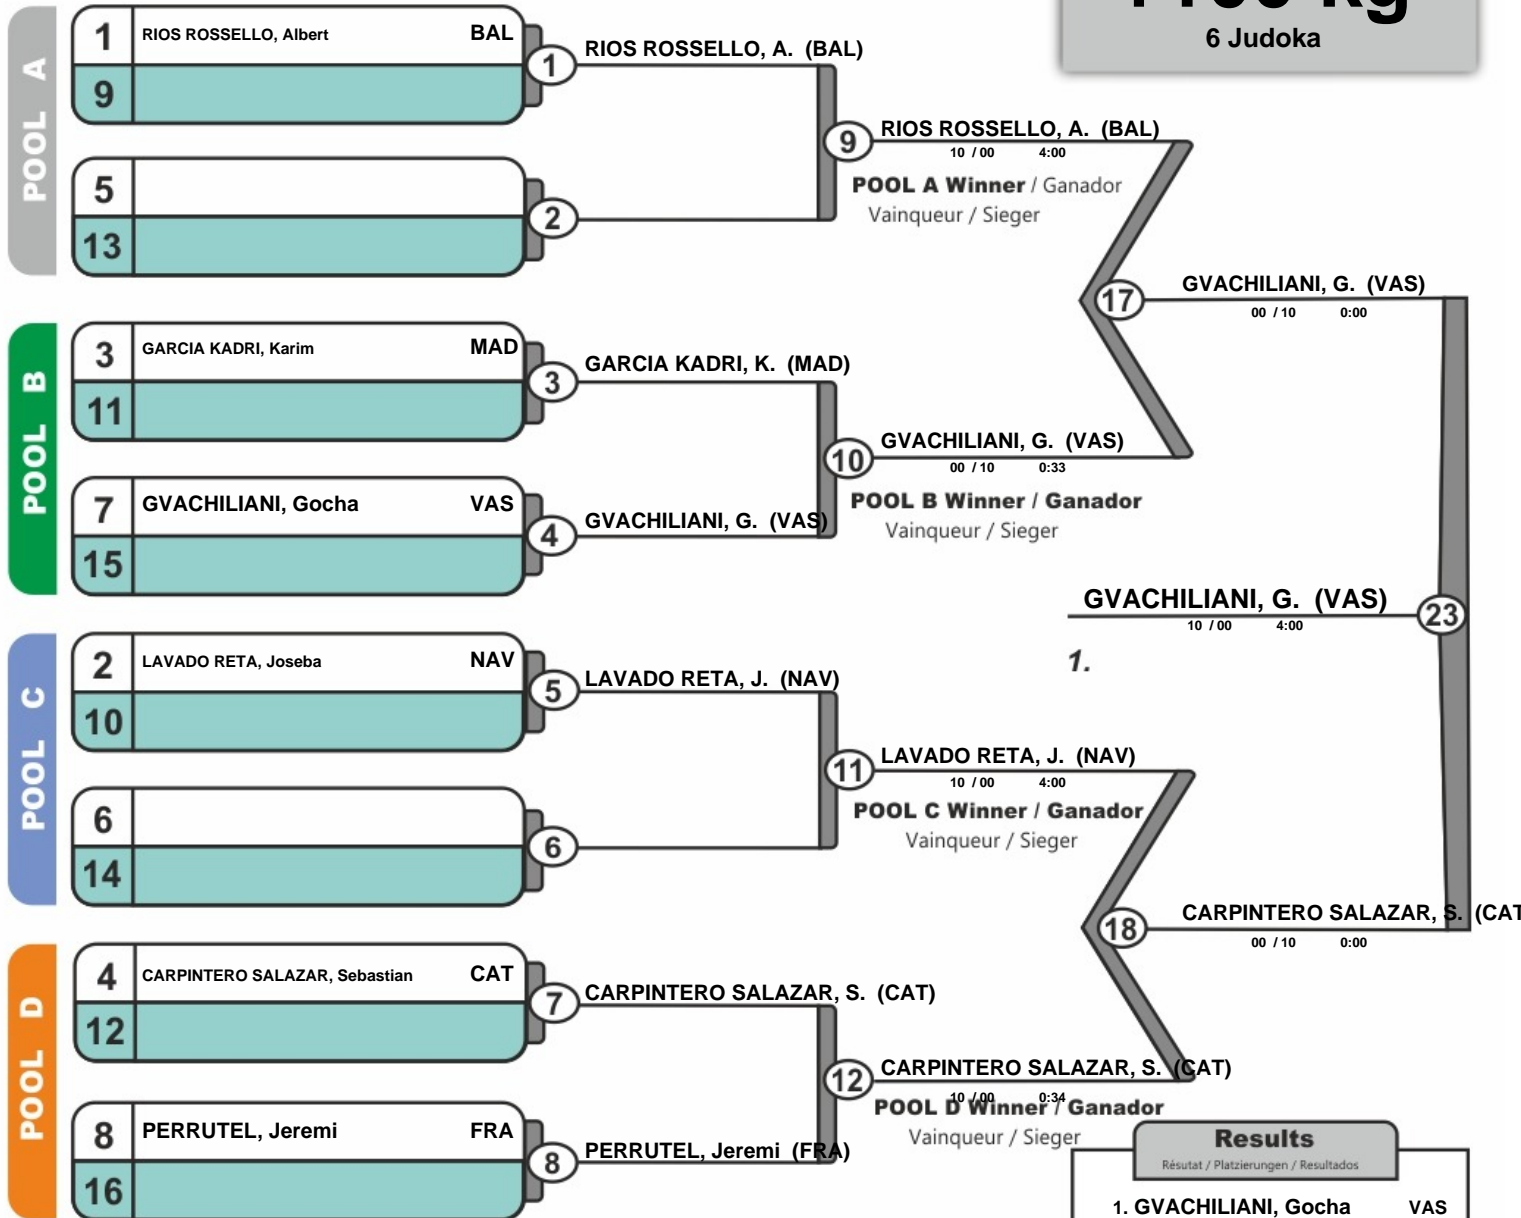 6 Judoka
POOL A
1 RIOS ROSSELLO, Albert BAL
9
1 RIOS ROSSELLO, A. (BAL)
5
13
2
9 RIOS ROSSELLO, A. (BAL)
10 / 00 4:00
POOL A Winner / Ganador
Vainqueur / Sieger
POOL B
3 GARCIA KADRI, Karim MAD
11
3 GARCIA KADRI, K. (MAD)
7 GVACHILIANI, Gocha VAS
15
4 GVACHILIANI, G. (VAS)
10 GVACHILIANI, G. (VAS)
00 / 10 0:33
POOL B Winner / Ganador
Vainqueur / Sieger
17 GVACHILIANI, G. (VAS)
00 / 10 0:00
GVACHILIANI, G. (VAS) 23
10 / 00 4:00
1.
POOL C
2 LAVADO RETA, Joseba NAV
10
5 LAVADO RETA, J. (NAV)
6
14
6
11 LAVADO RETA, J. (NAV)
10 / 00 4:00
POOL C Winner / Ganador
Vainqueur / Sieger
18 CARPINTERO SALAZAR, S. (CAT
00 / 10 0:00
POOL D
4 CARPINTERO SALAZAR, Sebastian CAT
12
7 CARPINTERO SALAZAR, S. (CAT)
8 PERRUTEL, Jeremi FRA
16
8 PERRUTEL, Jeremi (FRA)
12 CARPINTERO SALAZAR, S. (CAT)
10 / 00 0:34
POOL D Winner / Ganador
Vainqueur / Sieger
Results
Résutat / Platzierungen / Resultados
1. GVACHILIANI, Gocha VAS